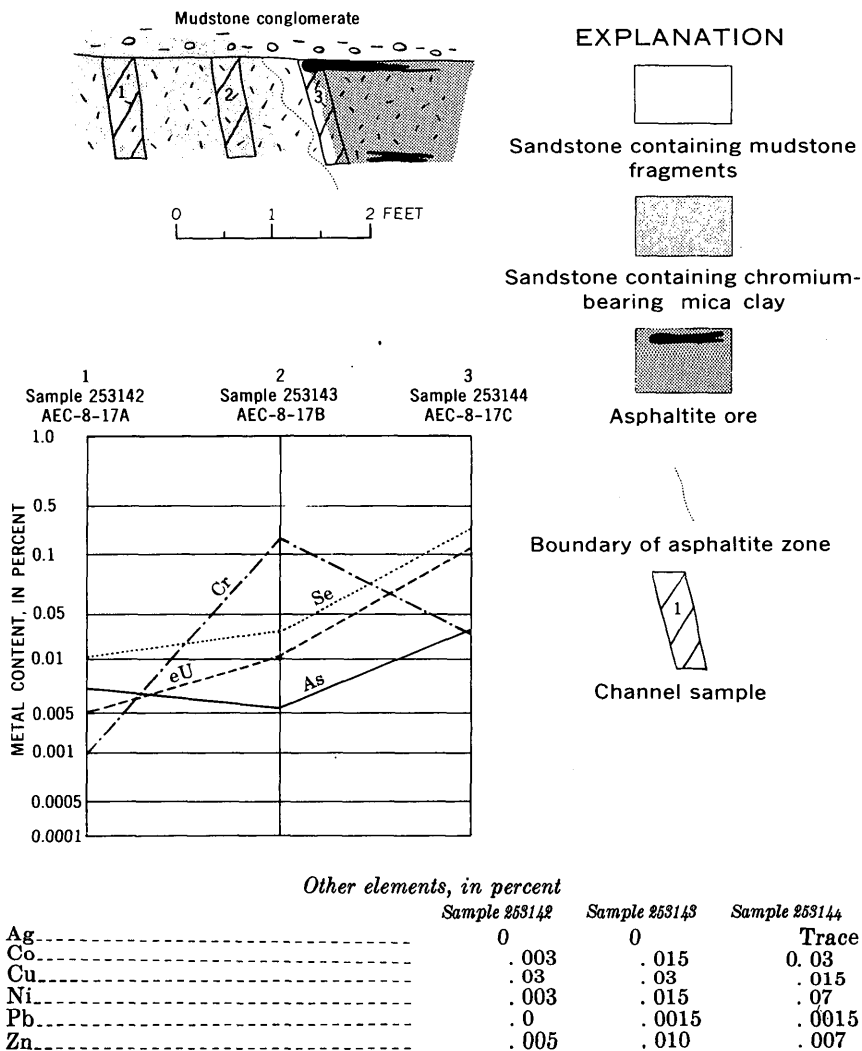 Mudstone conglomerate
1
2
3
0 1 2 FEET
EXPLANATION
Sandstone containing mudstone
fragments
Sandstone containing chromium-
bearing mica clay
Asphaltite ore
Boundary of asphaltite zone
1
Channel sample
1 2 3
Sample 253142 Sample 253143 Sample 253144
AEC-8-17A AEC-8-17B AEC-8-17C
METAL CONTENT, IN PERCENT
1.0
0.5
0.1
0.05
0.01
0.005
0.001
0.0005
0.0001
Cr
Se
eU
As
Other elements, in percent
Sample 253142 Sample 253143 Sample 253144
Ag 0 0 Trace
Co .003 .015 0.03
Cu .03 .03 .015
Ni .003 .015 .07
Pb .0 .0015 .0015
Zn .005 .010 .007